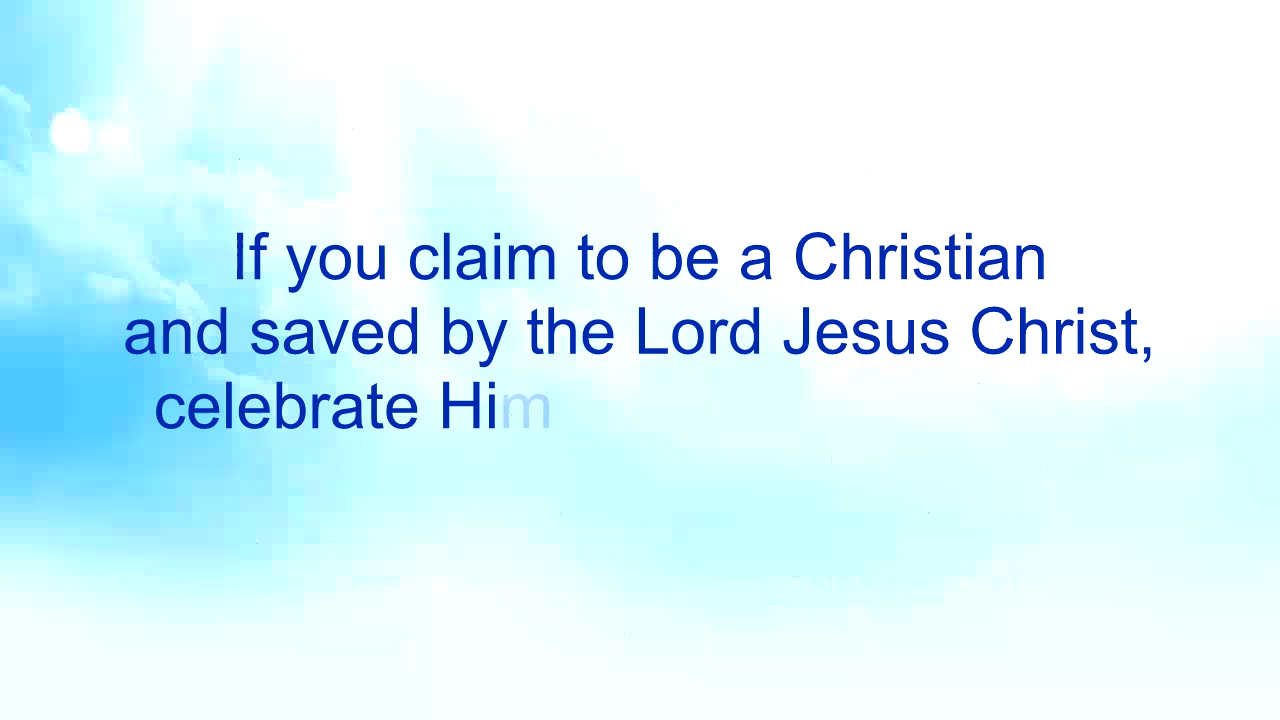 If you claim to be a Christian
and saved by the Lord Jesus Christ,
celebrate Him